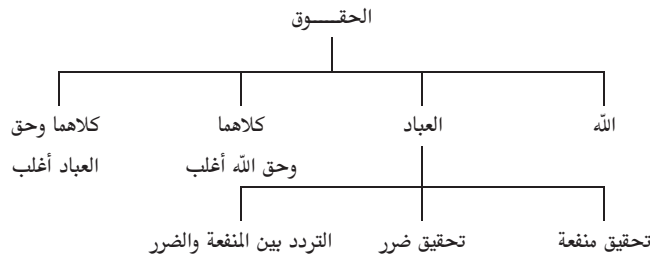 الحقـــــوق
الله
العباد
كلاهما
وحق الله أغلب
كلاهما وحق
العباد أغلب
تحقيق منفعة
تحقيق ضرر
التردد بين المنفعة والضرر